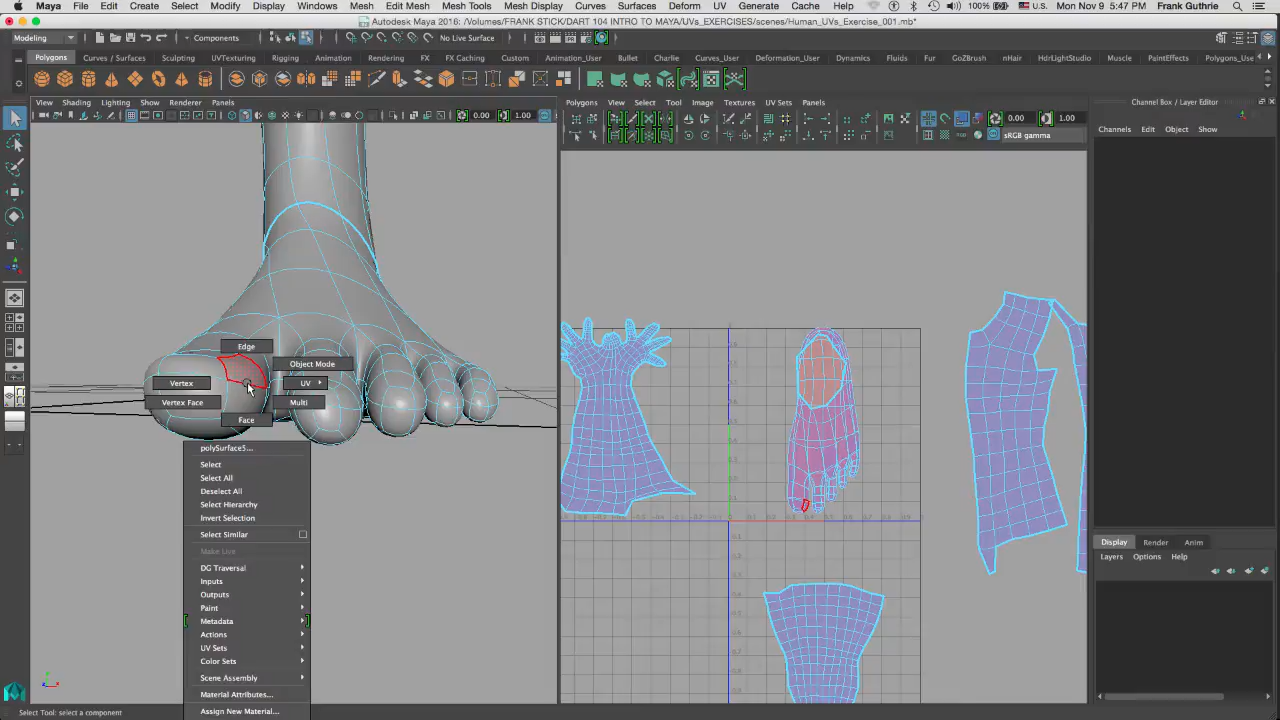 Maya File Edit Create Select Modify Display Windows Mesh Edit Mesh Mesh Tools Mesh Display Curves Surfaces Deform UV Generate Cache Help 100% U.S. Mon Nov 9 5:47 PM Frank Guthrie
Autodesk Maya 2016: /Volumes/FRANK STICK/DART 104 INTRO TO MAYA/UVs_EXERCISES/scenes/Human_UVs_Exercise_001.mb*
Modeling Components No Live Surface
Polygons Curves / Surfaces Sculpting UVTexturing Rigging Animation Rendering FX FX Caching Custom Animation_User Bullet Charlie Curves_User Deformation_User Dynamics Fluids Fur GoZBrush nHair HdrLightStudio Muscle PaintEffects Polygons_Use
View Shading Lighting Show Renderer Panels
0.00 1.00
Polygons View Select Tool Image Textures UV Sets Panels
0.00 1.00
sRGB gamma
Channel Box / Layer Editor
Channels Edit Object Show
Edge
Object Mode
Vertex UV
Vertex Face Multi
Face
polySurface5...
Select
Select All
Deselect All
Select Hierarchy
Invert Selection
Select Similar
Make Live
DG Traversal
Inputs
Outputs
Paint
Metadata
Actions
UV Sets
Color Sets
Scene Assembly
Material Attributes...
Assign New Material...
Display Render Anim
Layers Options Help
Select Tool: select a component